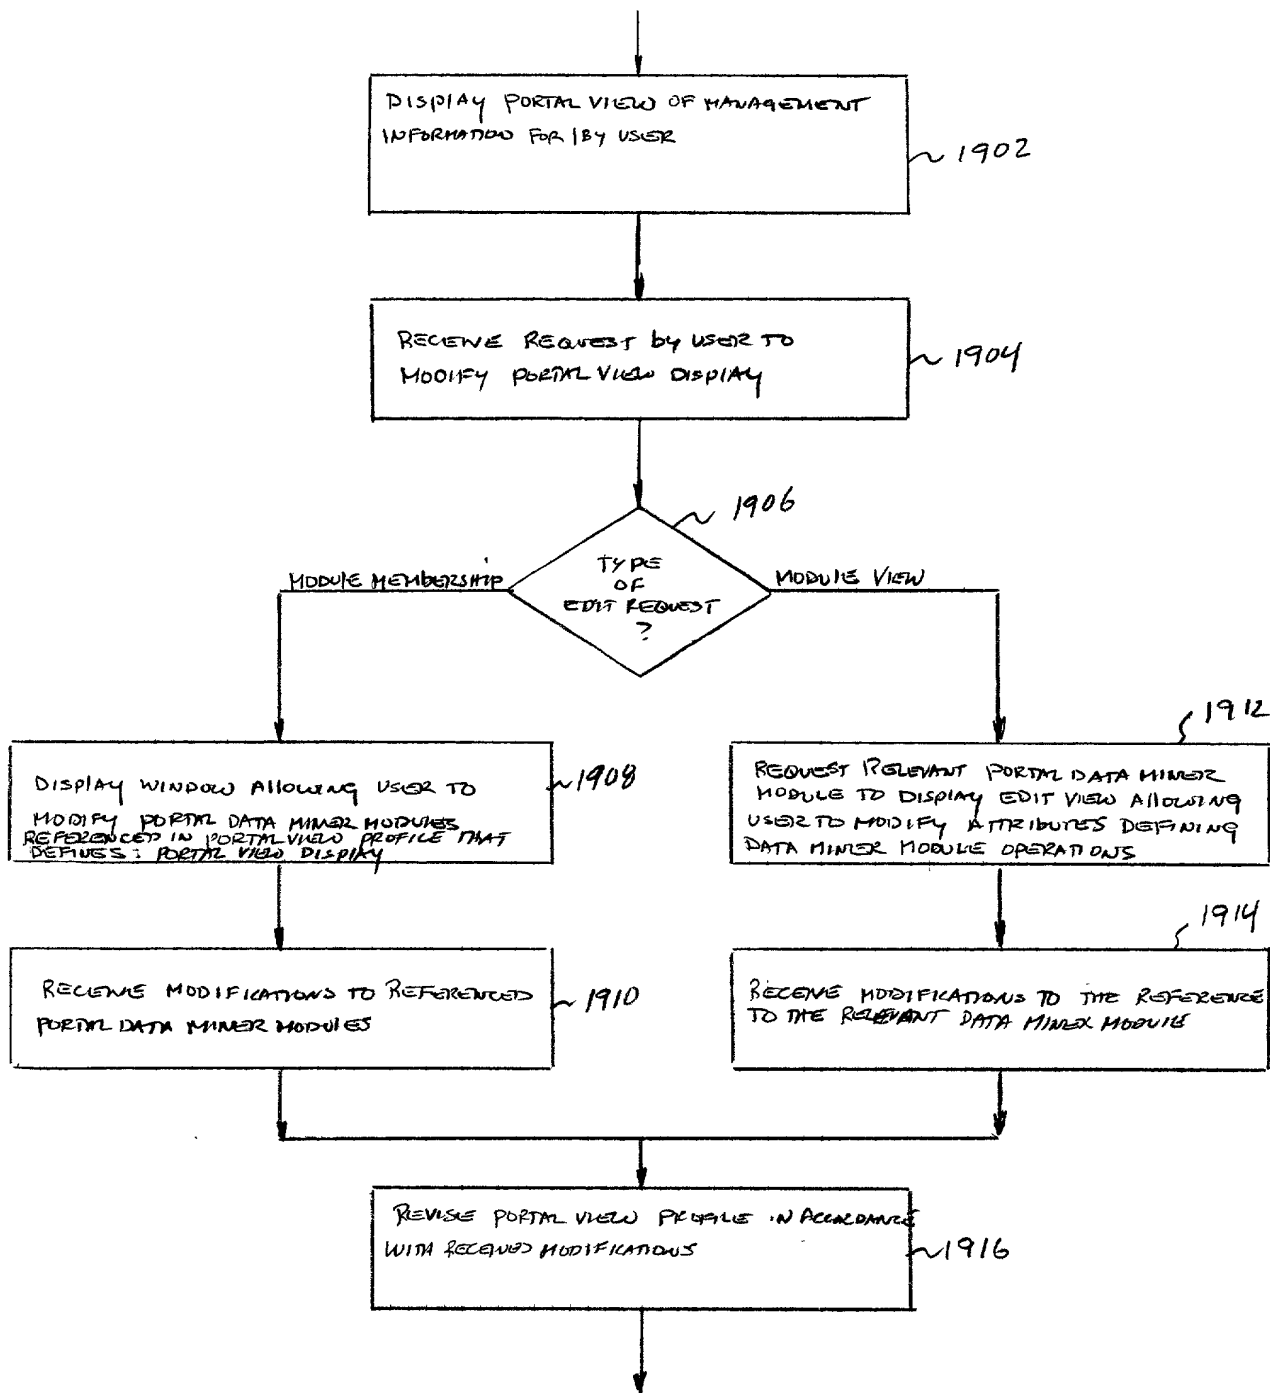 DISPLAY PORTAL VIEW OF MANAGEMENT
INFORMATION FOR/BY USER
1902
RECEIVE REQUEST BY USER TO
MODIFY PORTAL VIEW DISPLAY
1904
1906
TYPE
OF
EDIT REQUEST
?
MODULE MEMBERSHIP
MODULE VIEW
DISPLAY WINDOW ALLOWING USER TO
MODIFY PORTAL DATA MINER MODULES
REFERENCED IN PORTAL VIEW PROFILE THAT
DEFINES: PORTAL VIEW DISPLAY
1908
1912
REQUEST RELEVANT PORTAL DATA MINER
MODULE TO DISPLAY EDIT VIEW ALLOWING
USER TO MODIFY ATTRIBUTES DEFINING
DATA MINER MODULE OPERATIONS
RECEIVE MODIFICATIONS TO REFERENCED
PORTAL DATA MINER MODULES
1910
1914
RECEIVE MODIFICATIONS TO THE REFERENCE
TO THE RELEVANT DATA MINER MODULE
REVISE PORTAL VIEW PROFILE IN ACCORDANCE
WITH RECEIVED MODIFICATIONS
1916